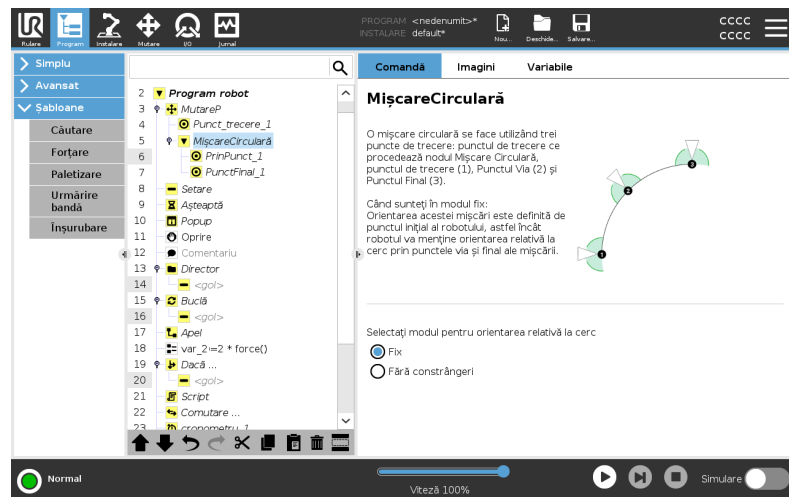 PROGRAM <nedenumit>*
INSTALARE default*
Rulare Program Instalare Mutare I/O Jurnal Nou... Deschide... Salvare...
CCCC
CCCC
Simplu
Avansat
Șabloane
Căutare
Forțare
Paletizare
Urmărire
bandă
Înșurubare
2 Program robot
3 MutareP
4 Punct_trecere_1
5 MișcareCirculară
6 PrinPunct_1
7 PunctFinal_1
8 Setare
9 Așteaptă
10 Popup
11 Oprire
12 Comentariu
13 Director
14 <gol>
15 Buclă
16 <gol>
17 Apel
18 var_2≔2 * force()
19 Dacă ...
20 <gol>
21 Script
22 Comutare ...
23 cronometru_1
Comandă Imagini Variabile
MișcareCirculară
O mișcare circulară se face utilizând trei
puncte de trecere: punctul de trecere ce
procedează nodul Mișcare Circulară,
punctul de trecere (1), Punctul Via (2) și
Punctul Final (3).
Când sunteți în modul fix:
Orientarea acestei mișcări este definită de
punctul inițial al robotului, astfel încât
robotul va menține orientarea relativă la
cerc prin punctele via și final ale mișcării.
3
2
1
Selectați modul pentru orientarea relativă la cerc
Fix
Fără constrângeri
Normal
Viteză 100%
Simulare